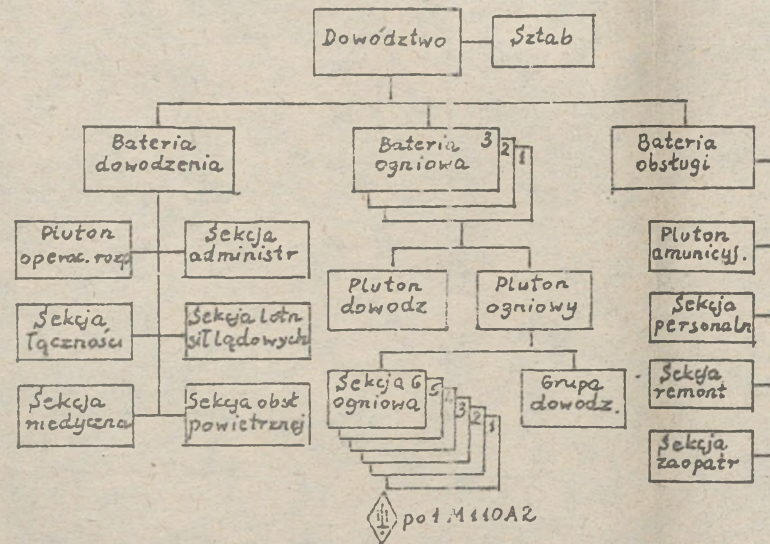 Dowództwo
Sztab
Bateria
dowodzenia
Bateria
ogniowa
3
2
1
Bateria
obsługi
Pluton
operac. rozp
Sekcja
administr
Sekcja
łączności
Sekcja lotn
sił lądowych
Sekcja
medyczna
Sekcja obsł
powietrznej
Pluton
dowodz
Pluton
ogniowy
Sekcja
ogniowa
6
5
4
3
2
1
Grupa
dowodz.
po 1 M110A2
Pluton
amunicyj.
Sekcja
personaln
Sekcja
remont
Sekcja
zaopatr